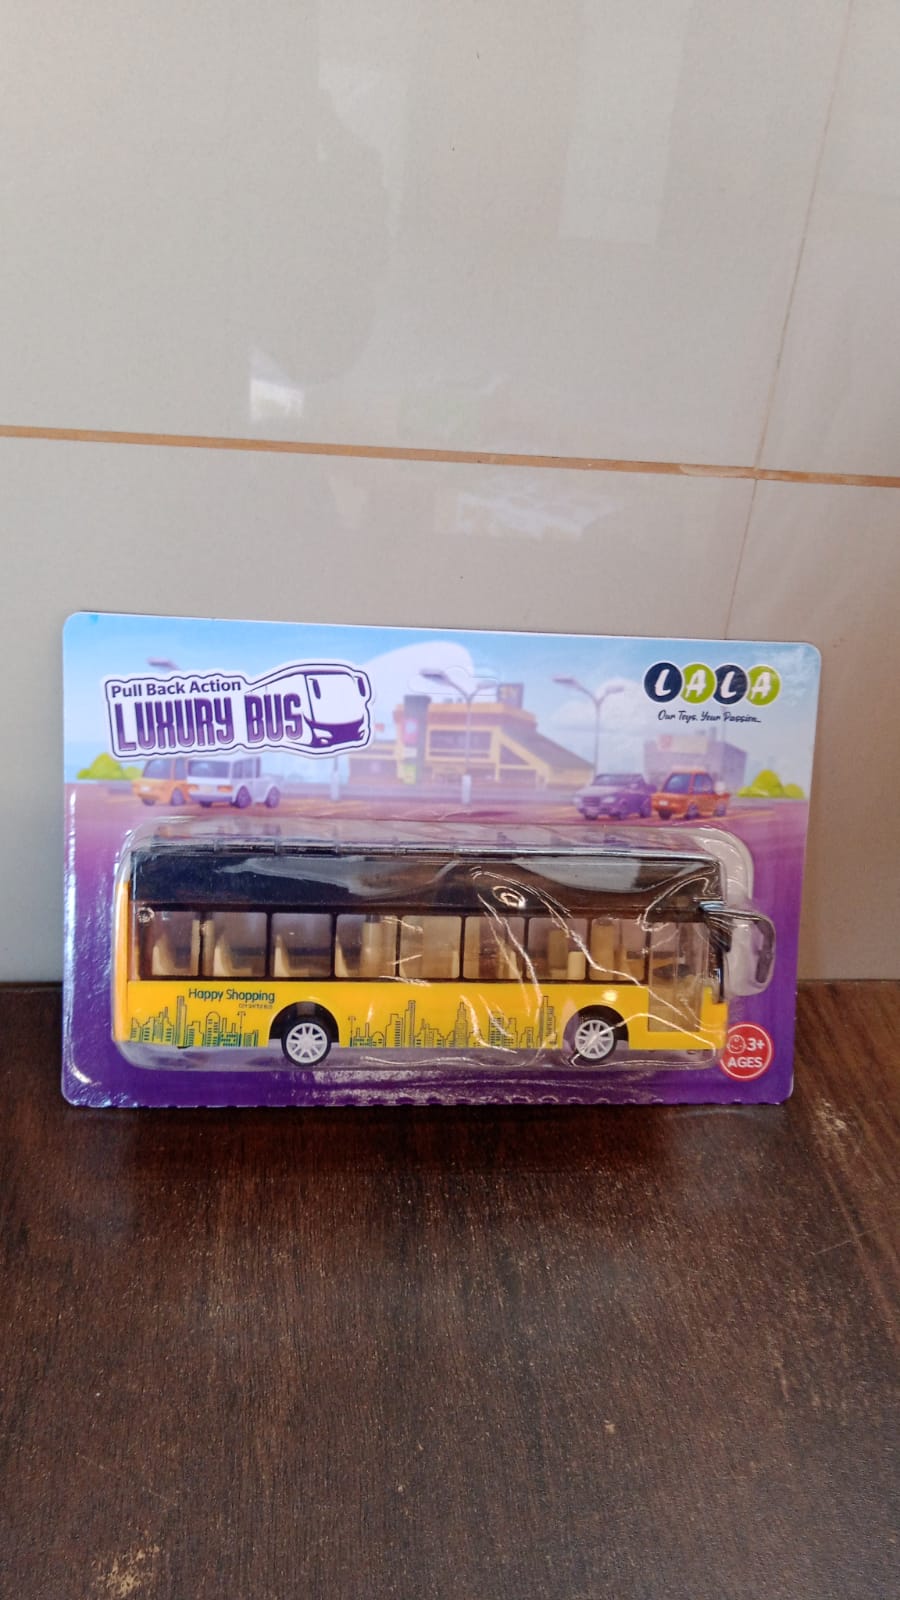 Pull Back Action
LUXURY BUS
LALA
Our Toys, Your Passion..
Happy Shopping
3+
AGES